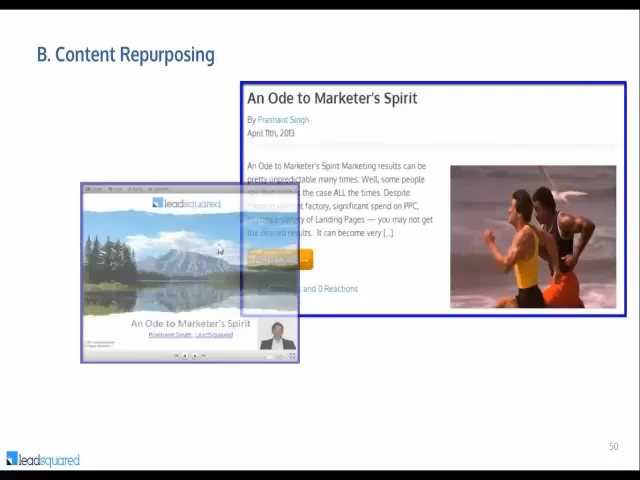 B. Content Repurposing
An Ode to Marketer's Spirit
By Prashant Singh
April 11th, 2013
An Ode to Marketer's Spirit Marketing results can be
pretty unpredictable many times. Well, some people
the case ALL the times. Despite
factory, significant spend on PPC,
of Landing Pages — you may not get
results. It can become very [...]
and 0 Reactions
leadsquared
An Ode to Marketer's Spirit
Prashant Singh, LeadSquared
50
leadsquared